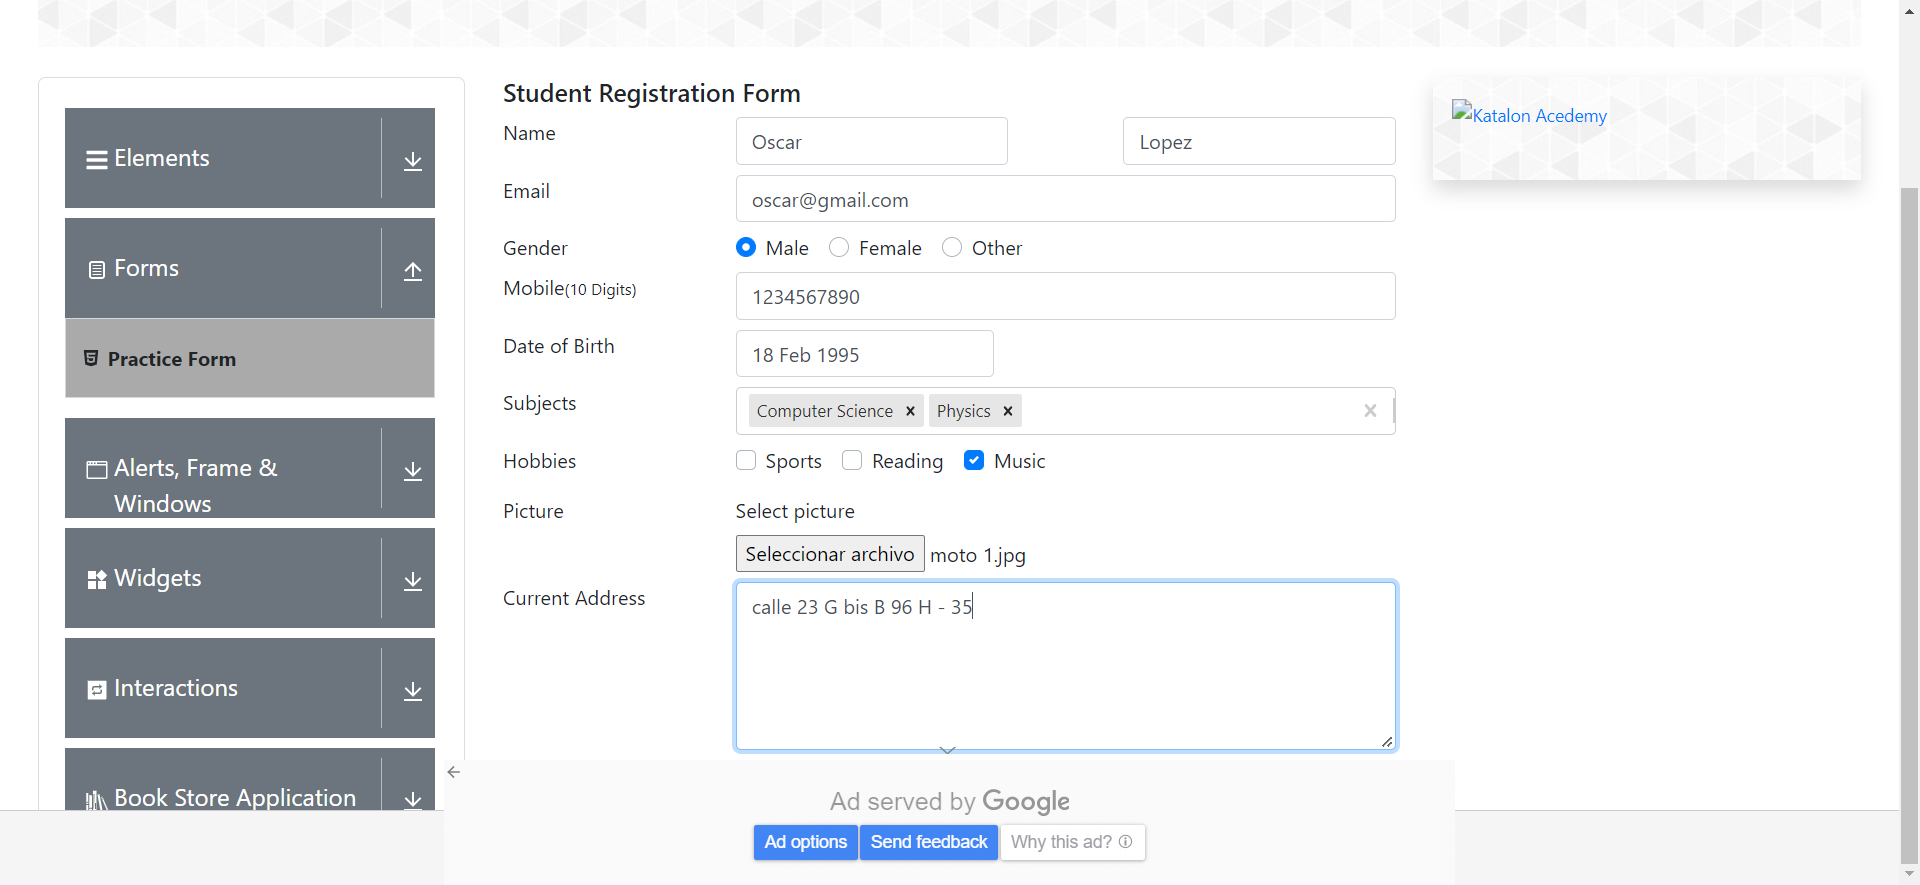 Elements
Forms
Practice Form
Alerts, Frame &
Windows
Widgets
Interactions
Book Store Application
Student Registration Form
Name
Oscar
Lopez
Email
oscar@gmail.com
Gender
Male
Female
Other
Mobile(10 Digits)
1234567890
Date of Birth
18 Feb 1995
Subjects
Computer Science
Physics
Hobbies
Sports
Reading
Music
Picture
Select picture
Seleccionar archivo moto 1.jpg
Current Address
calle 23 G bis B 96 H - 35
Katalon Acedemy
Ad served by Google
Ad options
Send feedback
Why this ad?